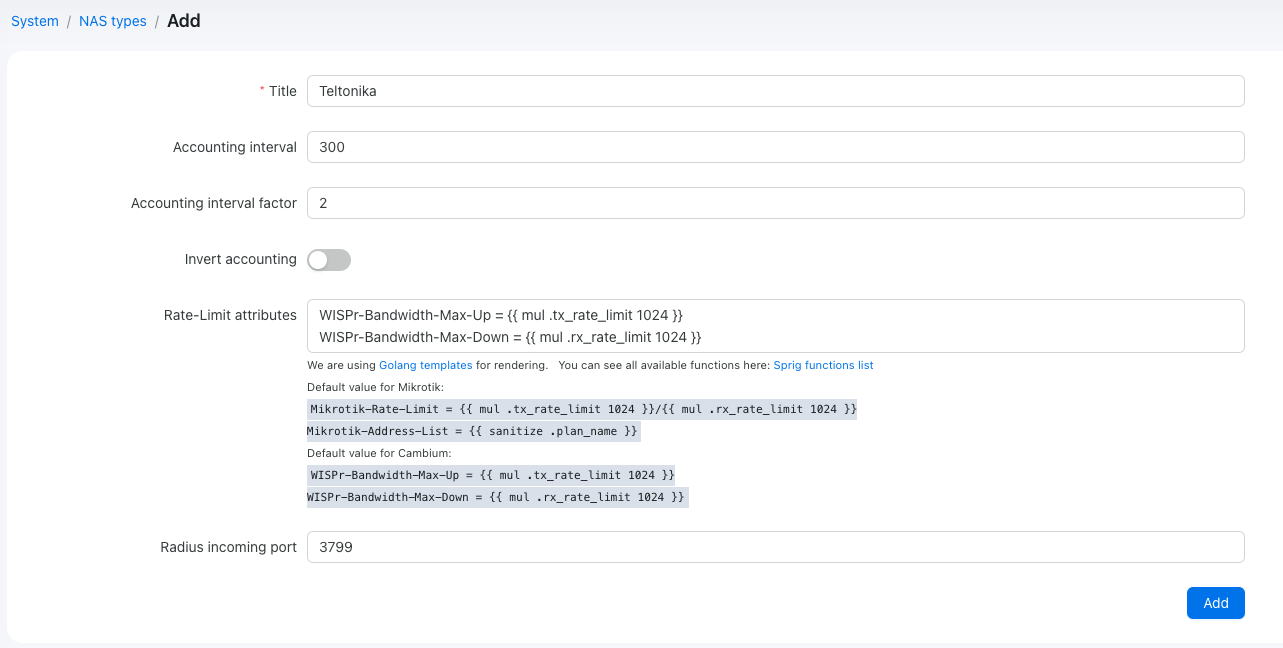 System / NAS types / Add
* Title
Teltonika
Accounting interval
300
Accounting interval factor
2
Invert accounting
Rate-Limit attributes
WISPr-Bandwidth-Max-Up = {{ mul .tx_rate_limit 1024 }}
WISPr-Bandwidth-Max-Down = {{ mul .rx_rate_limit 1024 }}
We are using Golang templates for rendering. You can see all available functions here: Sprig functions list
Default value for Mikrotik:
Mikrotik-Rate-Limit = {{ mul .tx_rate_limit 1024 }}/{{ mul .rx_rate_limit 1024 }}
Mikrotik-Address-List = {{ sanitize .plan_name }}
Default value for Cambium:
WISPr-Bandwidth-Max-Up = {{ mul .tx_rate_limit 1024 }}
WISPr-Bandwidth-Max-Down = {{ mul .rx_rate_limit 1024 }}
Radius incoming port
3799
Add